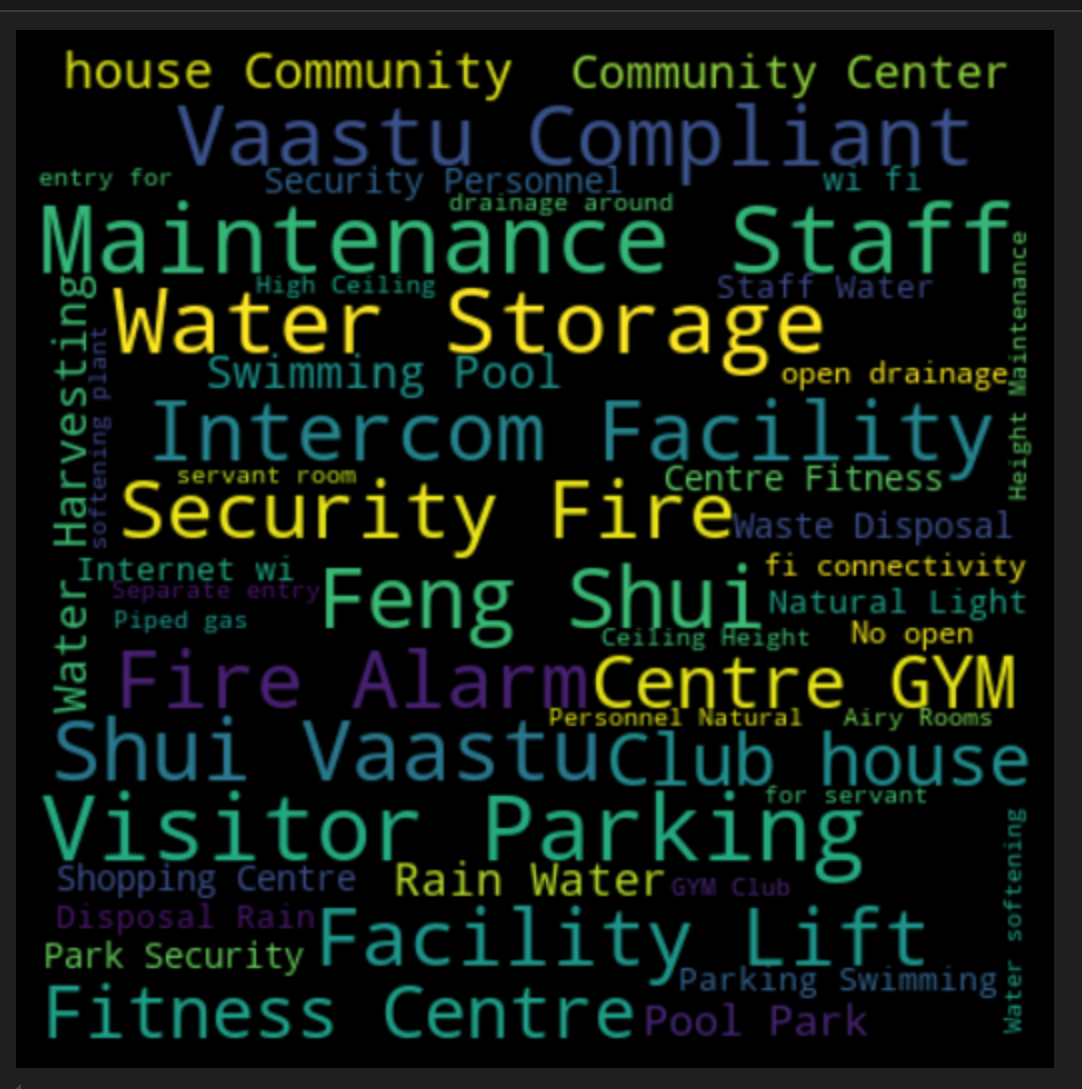 house Community
Community Center
Vaastu Compliant
entry for
Security Personnel
wi fi
drainage around
Maintenance Staff
Height Maintenance
High Ceiling
Staff Water
Water Harvesting
Water Storage
softening plant
Swimming Pool
open drainage
Intercom Facility
servant room
Centre Fitness
Security Fire
Waste Disposal
Internet wi
fi connectivity
Separate entry
Feng Shui
Natural Light
Piped gas
Ceiling Height
No open
Fire Alarm
Centre GYM
Personnel Natural
Airy Rooms
Shui Vaastu
Club house
for servant
Visitor Parking
Water softening
Shopping Centre
Rain Water
GYM Club
Disposal Rain
Facility Lift
Park Security
Parking Swimming
Fitness Centre
Pool Park